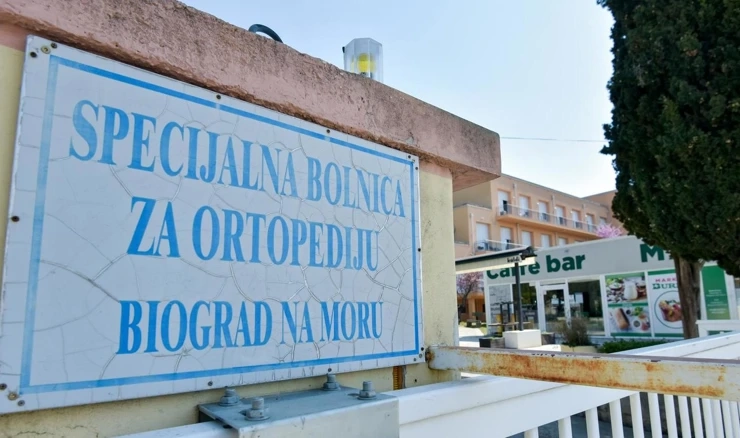 SPECIJALNA BOLNICA
ZA ORTOPEDIJU
BIOGRAD NA MORU
Caffe bar